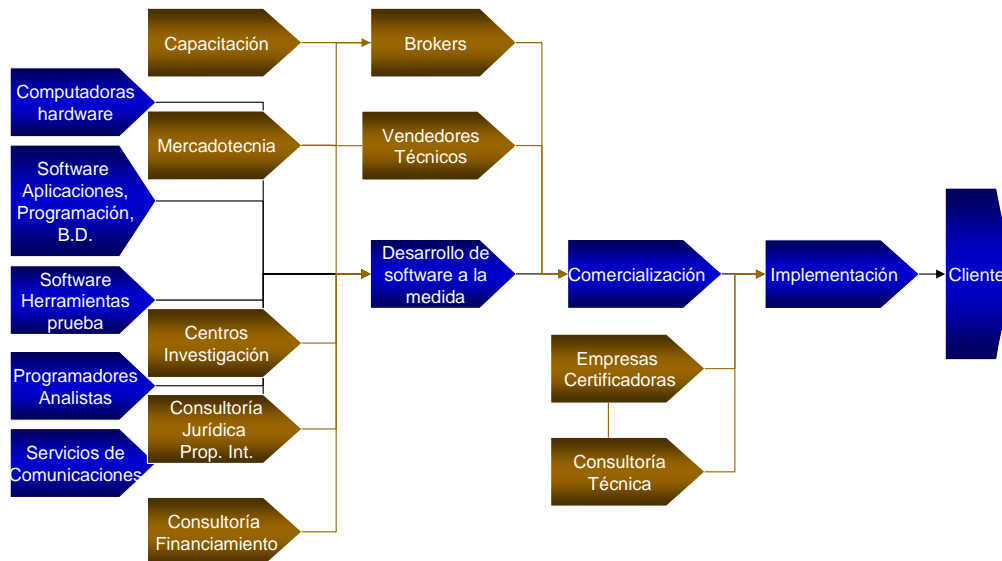 Capacitación
Brokers
Computadoras
hardware
Mercadotecnia
Vendedores
Técnicos
Software
Aplicaciones,
Programación,
B.D.
Desarrollo de
software a la
medida
Comercialización
Implementación
Cliente
Software
Herramientas
prueba
Centros
Investigación
Empresas
Certificadoras
Programadores
Analistas
Consultoría
Jurídica
Prop. Int.
Servicios de
Comunicaciones
Consultoría
Técnica
Consultoría
Financiamiento